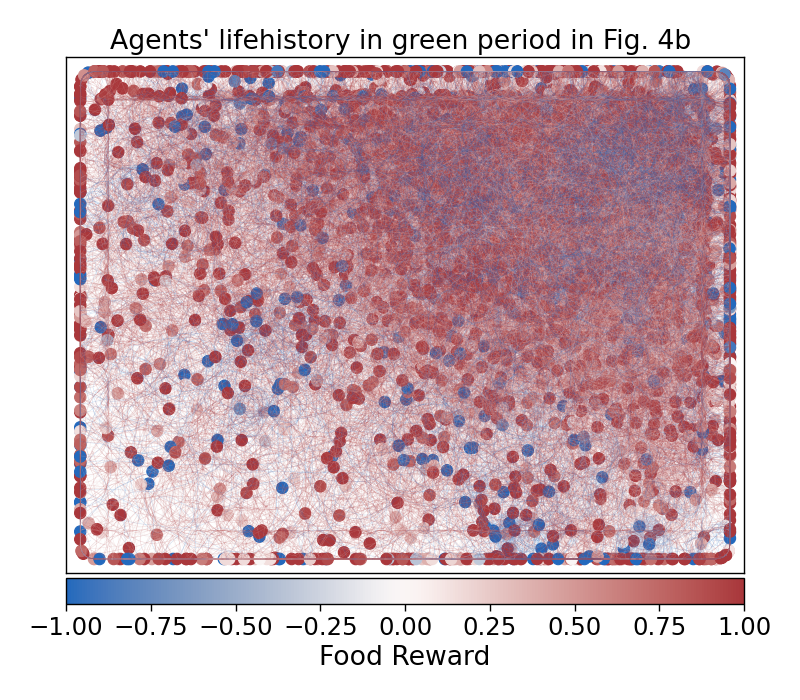 Agents' lifehistory in green period in Fig. 4b
−1.00 −0.75 −0.50 −0.25 0.00 0.25 0.50 0.75 1.00
Food Reward